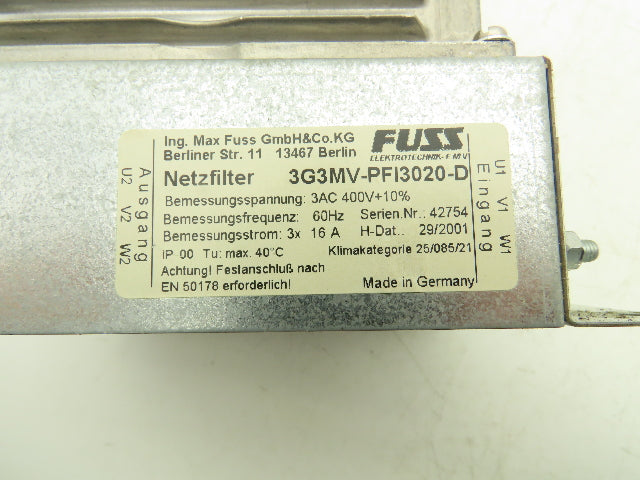 Ing. Max Fuss GmbH&Co.KG
Berliner Str. 11 13467 Berlin
FUSS
ELEKTROTECHNIK-EMV
Netzfilter 3G3MV-PFI3020-D
Bemessungsspannung: 3AC 400V+10%
Bemessungsfrequenz: 60Hz Serien.Nr.: 42754
Bemessungsstrom: 3x 16 A H-Dat.: 29/2001
IP 00 Tu: max. 40°C Klimakategorie 25/085/21
Achtung! Festanschluß nach
EN 50178 erforderlich!
Made in Germany
Ausgang
U2 V2 W2
Eingang
U1 V1 W1